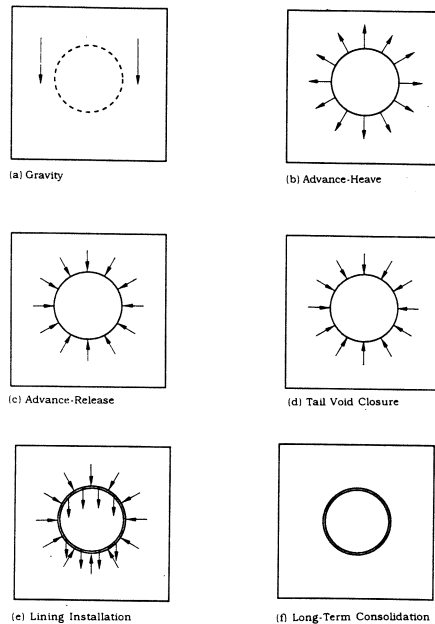 (a) Gravity
(b) Advance-Heave
(c) Advance-Release
(d) Tail Void Closure
(e) Lining Installation
(f) Long-Term Consolidation